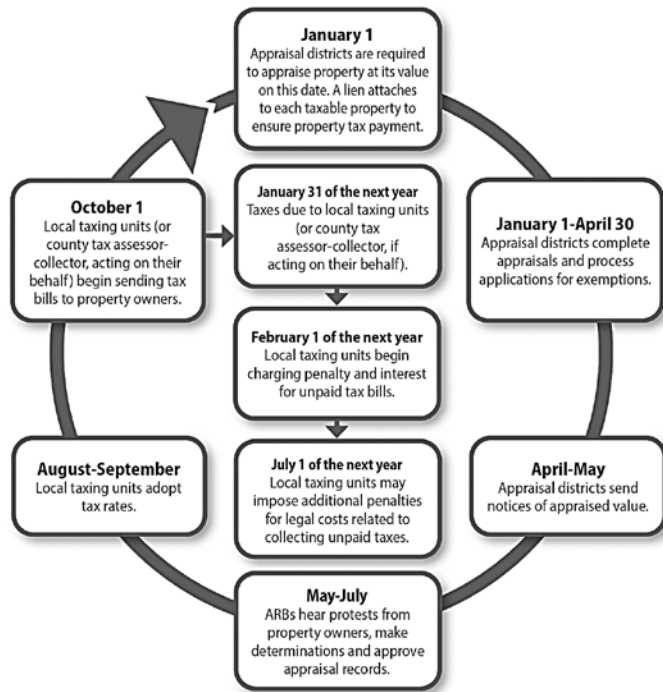 January 1
Appraisal districts are required
to appraise property at its value
on this date. A lien attaches
to each taxable property to
ensure property tax payment.
January 1-April 30
Appraisal districts complete
appraisals and process
applications for exemptions.
April-May
Appraisal districts send
notices of appraised value.
May-July
ARBs hear protests from
property owners, make
determinations and approve
appraisal records.
August-September
Local taxing units adopt
tax rates.
October 1
Local taxing units (or
county tax assessor-
collector, acting on their
behalf) begin sending tax
bills to property owners.
January 31 of the next year
Taxes due to local taxing units
(or county tax
assessor-collector, if
acting on their behalf).
February 1 of the next year
Local taxing units begin
charging penalty and interest
for unpaid tax bills.
July 1 of the next year
Local taxing units may
impose additional penalties
for legal costs related to
collecting unpaid taxes.